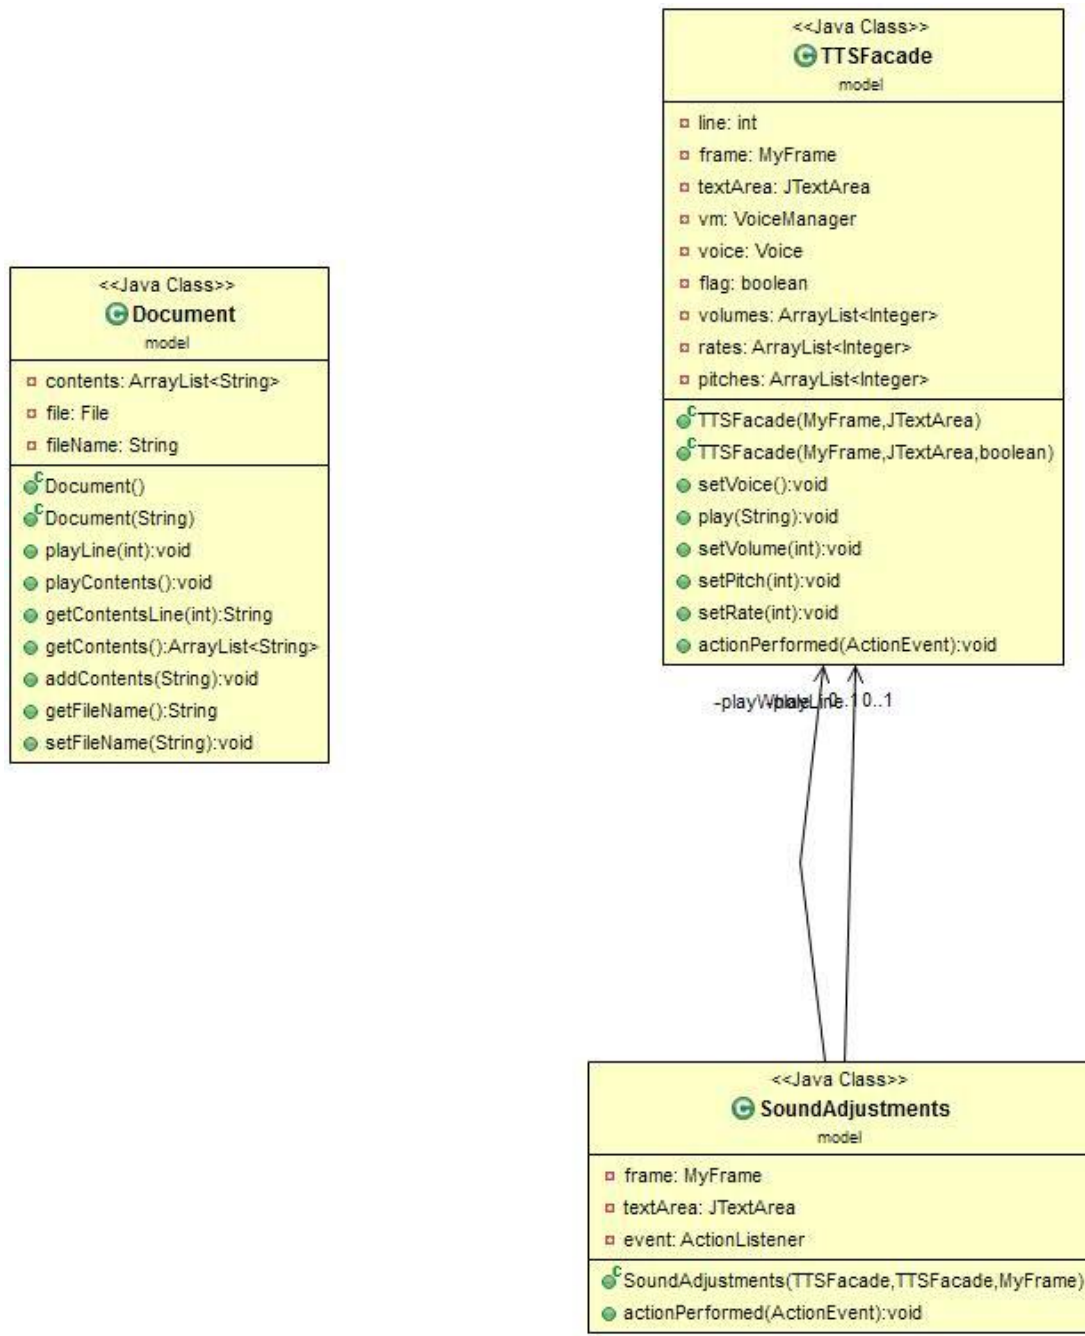 <<Java Class>>
TTSFacade
model
line: int
frame: MyFrame
textArea: JTextArea
vm: VoiceManager
voice: Voice
flag: boolean
volumes: ArrayList<Integer>
rates: ArrayList<Integer>
pitches: ArrayList<Integer>
TTSFacade(MyFrame,JTextArea)
TTSFacade(MyFrame,JTextArea,boolean)
setVoice():void
play(String):void
setVolume(int):void
setPitch(int):void
setRate(int):void
actionPerformed(ActionEvent):void
<<Java Class>>
Document
model
contents: ArrayList<String>
file: File
fileName: String
Document()
Document(String)
playLine(int):void
playContents():void
getContentsLine(int):String
getContents():ArrayList<String>
addContents(String):void
getFileName():String
setFileName(String):void
0..1
<<Java Class>>
SoundAdjustments
model
frame: MyFrame
textArea: JTextArea
event: ActionListener
SoundAdjustments(TTSFacade,TTSFacade,MyFrame)
actionPerformed(ActionEvent):void